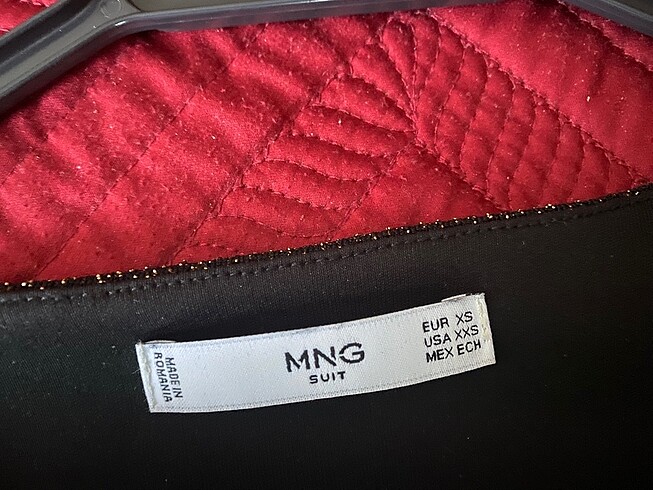 MADE IN
ROMANIA
MNG
SUIT
EUR XS
USA XXS
MEX ECH